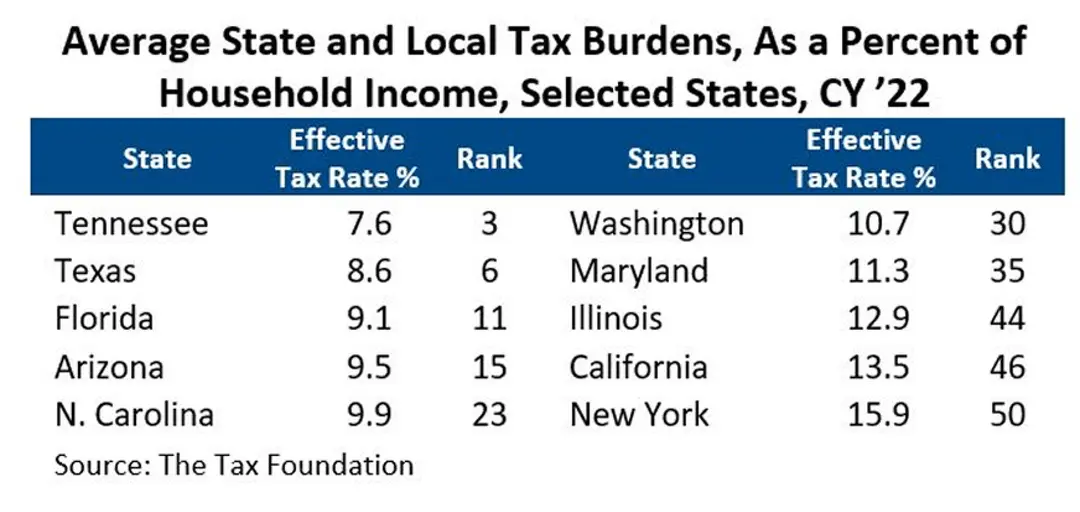 Average State and Local Tax Burdens, As a Percent of
Household Income, Selected States, CY ’22
State Effective Tax Rate % Rank State Effective Tax Rate % Rank
Tennessee 7.6 3 Washington 10.7 30
Texas 8.6 6 Maryland 11.3 35
Florida 9.1 11 Illinois 12.9 44
Arizona 9.5 15 California 13.5 46
N. Carolina 9.9 23 New York 15.9 50
Source: The Tax Foundation